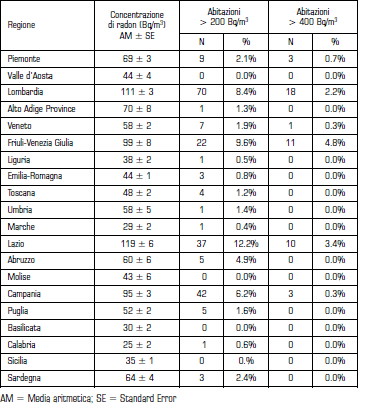 Regione Concentrazione di radon (Bq/m³) AM ± SE Abitazioni > 200 Bq/m³ Abitazioni > 400 Bq/m³
N % N %
Piemonte 69 ± 3 9 2.1% 3 0.7%
Valle d'Aosta 44 ± 4 0 0.0% 0 0.0%
Lombardia 111 ± 3 70 8.4% 18 2.2%
Alto Adige Province 70 ± 8 1 1.3% 0 0.0%
Veneto 58 ± 2 7 1.9% 1 0.3%
Friuli-Venezia Giulia 99 ± 8 22 9.6% 11 4.8%
Liguria 38 ± 2 1 0.5% 0 0.0%
Emilia-Romagna 44 ± 1 3 0.8% 0 0.0%
Toscana 48 ± 2 4 1.2% 0 0.0%
Umbria 58 ± 5 1 1.4% 0 0.0%
Marche 29 ± 2 1 0.4% 0 0.0%
Lazio 119 ± 6 37 12.2% 10 3.4%
Abruzzo 60 ± 6 5 4.9% 0 0.0%
Molise 43 ± 6 0 0.0% 0 0.0%
Campania 95 ± 3 42 6.2% 3 0.3%
Puglia 52 ± 2 5 1.6% 0 0.0%
Basilicata 30 ± 2 0 0.0% 0 0.0%
Calabria 25 ± 2 1 0.6% 0 0.0%
Sicilia 35 ± 1 0 0.% 0 0.0%
Sardegna 64 ± 4 3 2.4% 0 0.0%
AM = Media aritmetica; SE = Standard Error